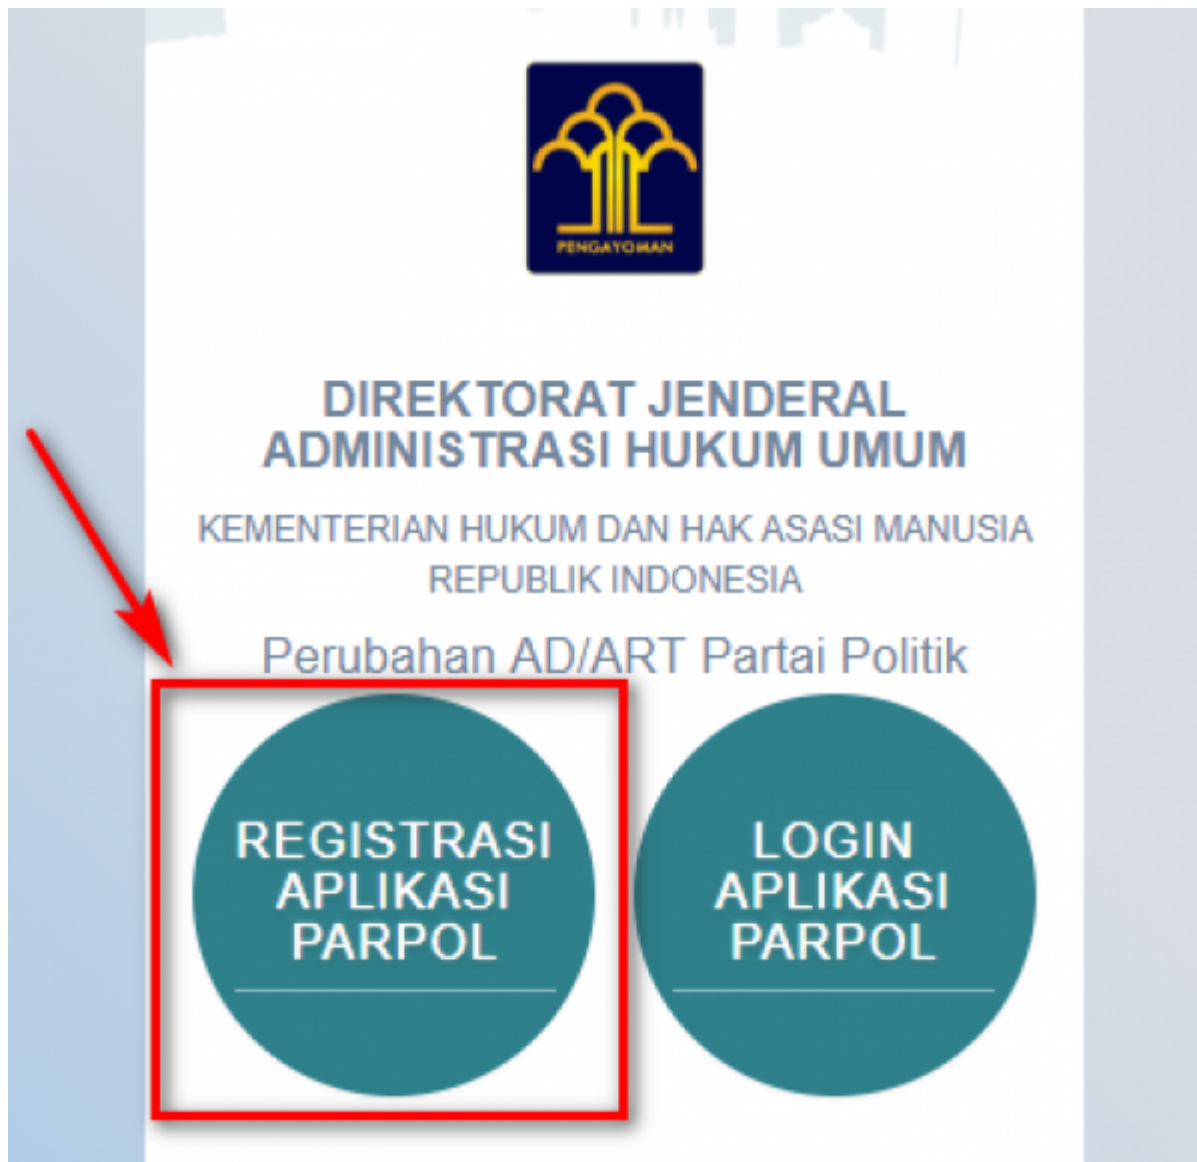 PENGAYOMAN
DIREKTORAT JENDERAL
ADMINISTRASI HUKUM UMUM
KEMENTERIAN HUKUM DAN HAK ASASI MANUSIA
REPUBLIK INDONESIA
Perubahan AD/ART Partai Politik
REGISTRASI
APLIKASI
PARPOL
LOGIN
APLIKASI
PARPOL